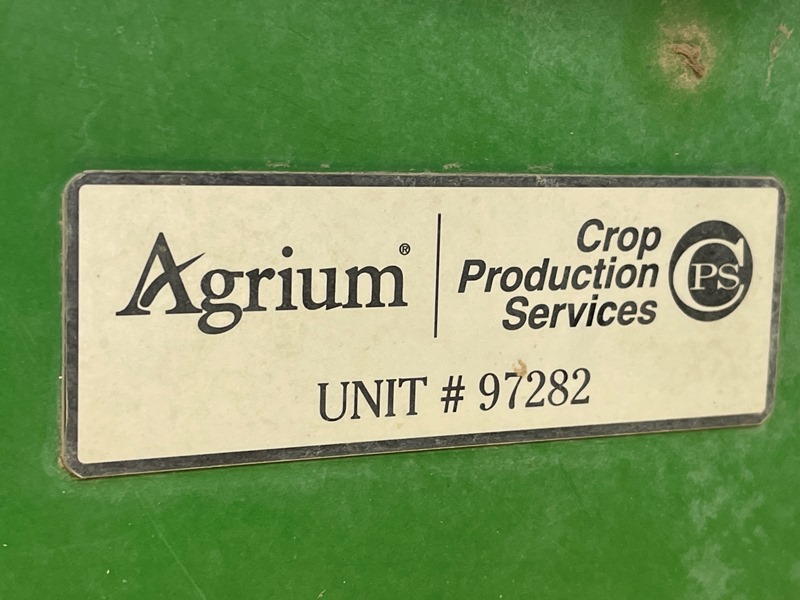 Agrium®
Crop
Production
Services
CPS
UNIT # 97282